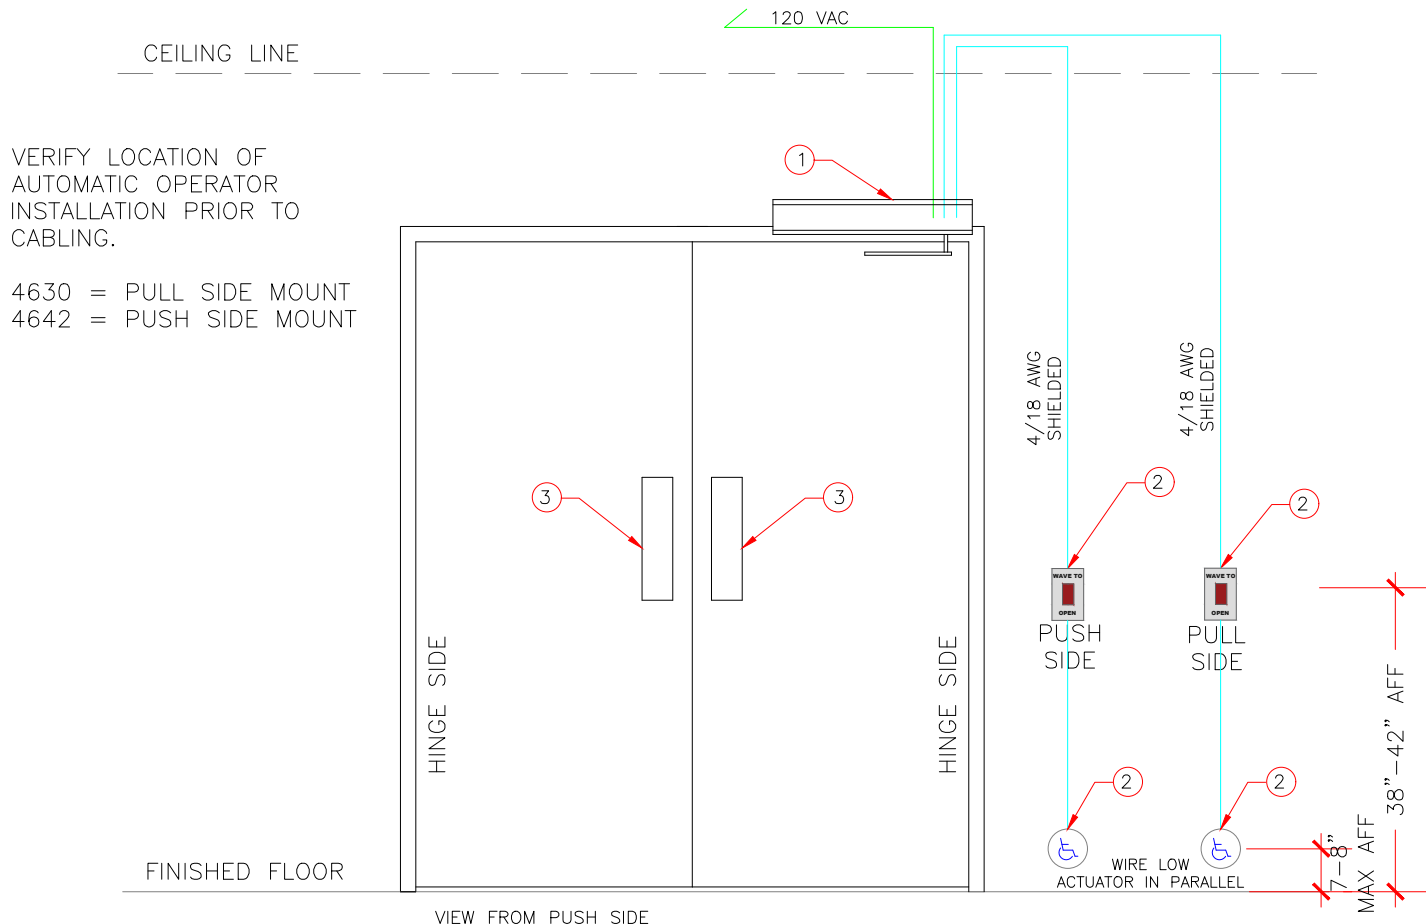 120 VAC
CEILING LINE
VERIFY LOCATION OF
AUTOMATIC OPERATOR
INSTALLATION PRIOR TO
CABLING.
4630 = PULL SIDE MOUNT
4642 = PUSH SIDE MOUNT
1
4/18 AWG
SHIELDED
4/18 AWG
SHIELDED
3
3
2
2
WAVE TO
OPEN
WAVE TO
OPEN
PUSH
SIDE
PULL
SIDE
HINGE SIDE
HINGE SIDE
38"-42" AFF
2
2
7-8"
MAX AFF
WIRE LOW
ACTUATOR IN PARALLEL
FINISHED FLOOR
VIEW FROM PUSH SIDE